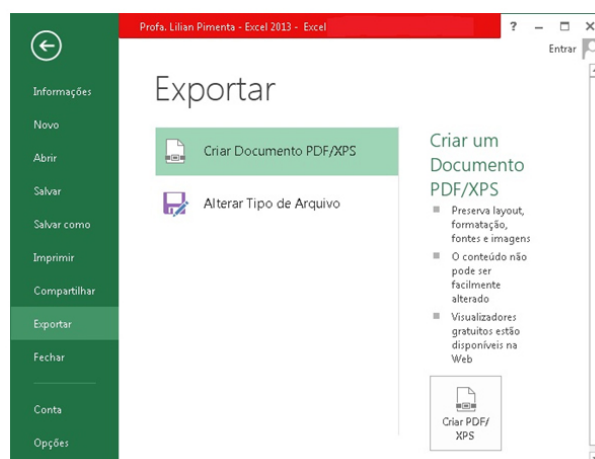 Profa. Lilian Pimenta - Excel 2013 - Excel
?
Entrar
Informações
Novo
Abrir
Salvar
Salvar como
Imprimir
Compartilhar
Exportar
Fechar
Conta
Opções
Exportar
Criar Documento PDF/XPS
Alterar Tipo de Arquivo
Criar um
Documento
PDF/XPS
Preserva layout,
formatação,
fontes e imagens
O conteúdo não
pode ser
facilmente
alterado
Visualizadores
gratuitos estão
disponíveis na
Web
Criar PDF/
XPS